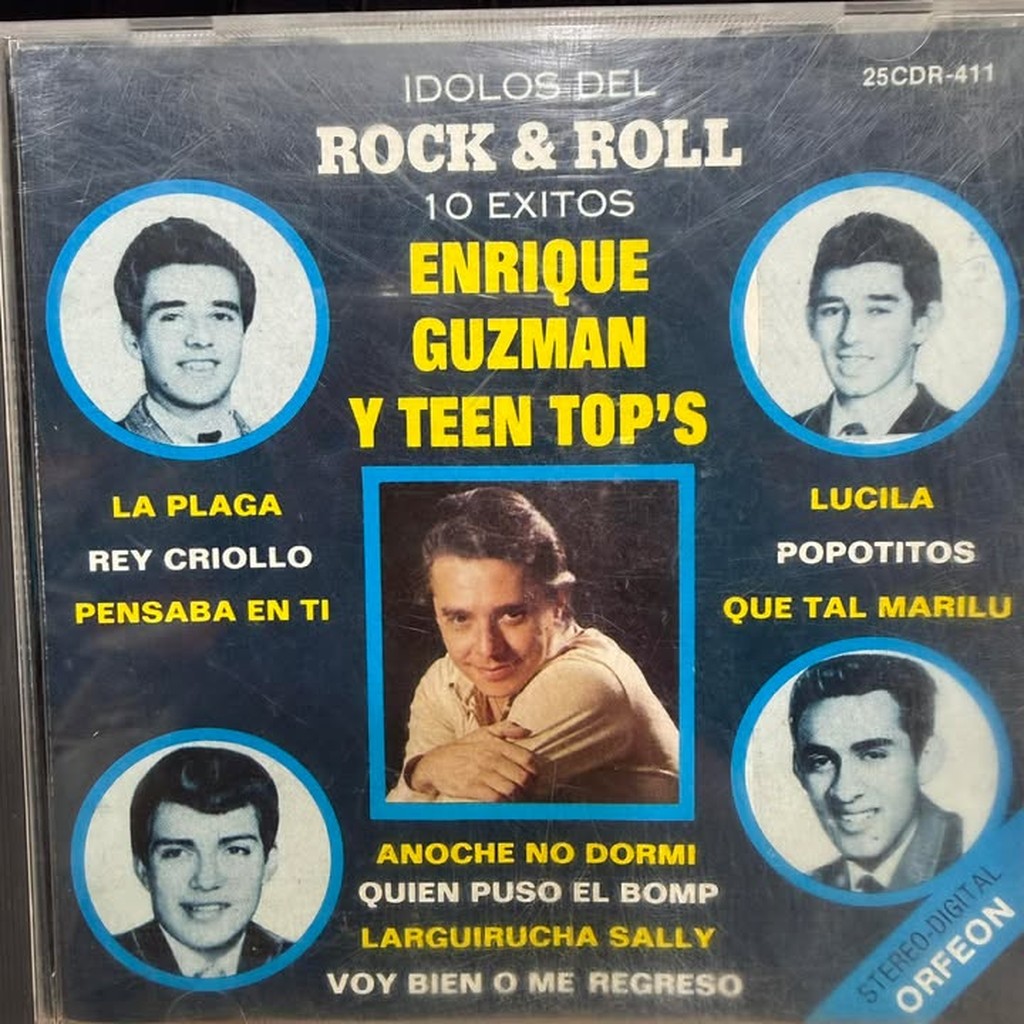 IDOLOS DEL
25CDR-411
ROCK & ROLL
10 EXITOS
ENRIQUE
GUZMAN
Y TEEN TOP'S
LA PLAGA
REY CRIOLLO
PENSABA EN TI
LUCILA
POPOTITOS
QUE TAL MARILU
ANOCHE NO DORMI
QUIEN PUSO EL BOMP
LARGUIRUCHA SALLY
VOY BIEN O ME REGRESO
STEREO-DIGITAL
ORFEON